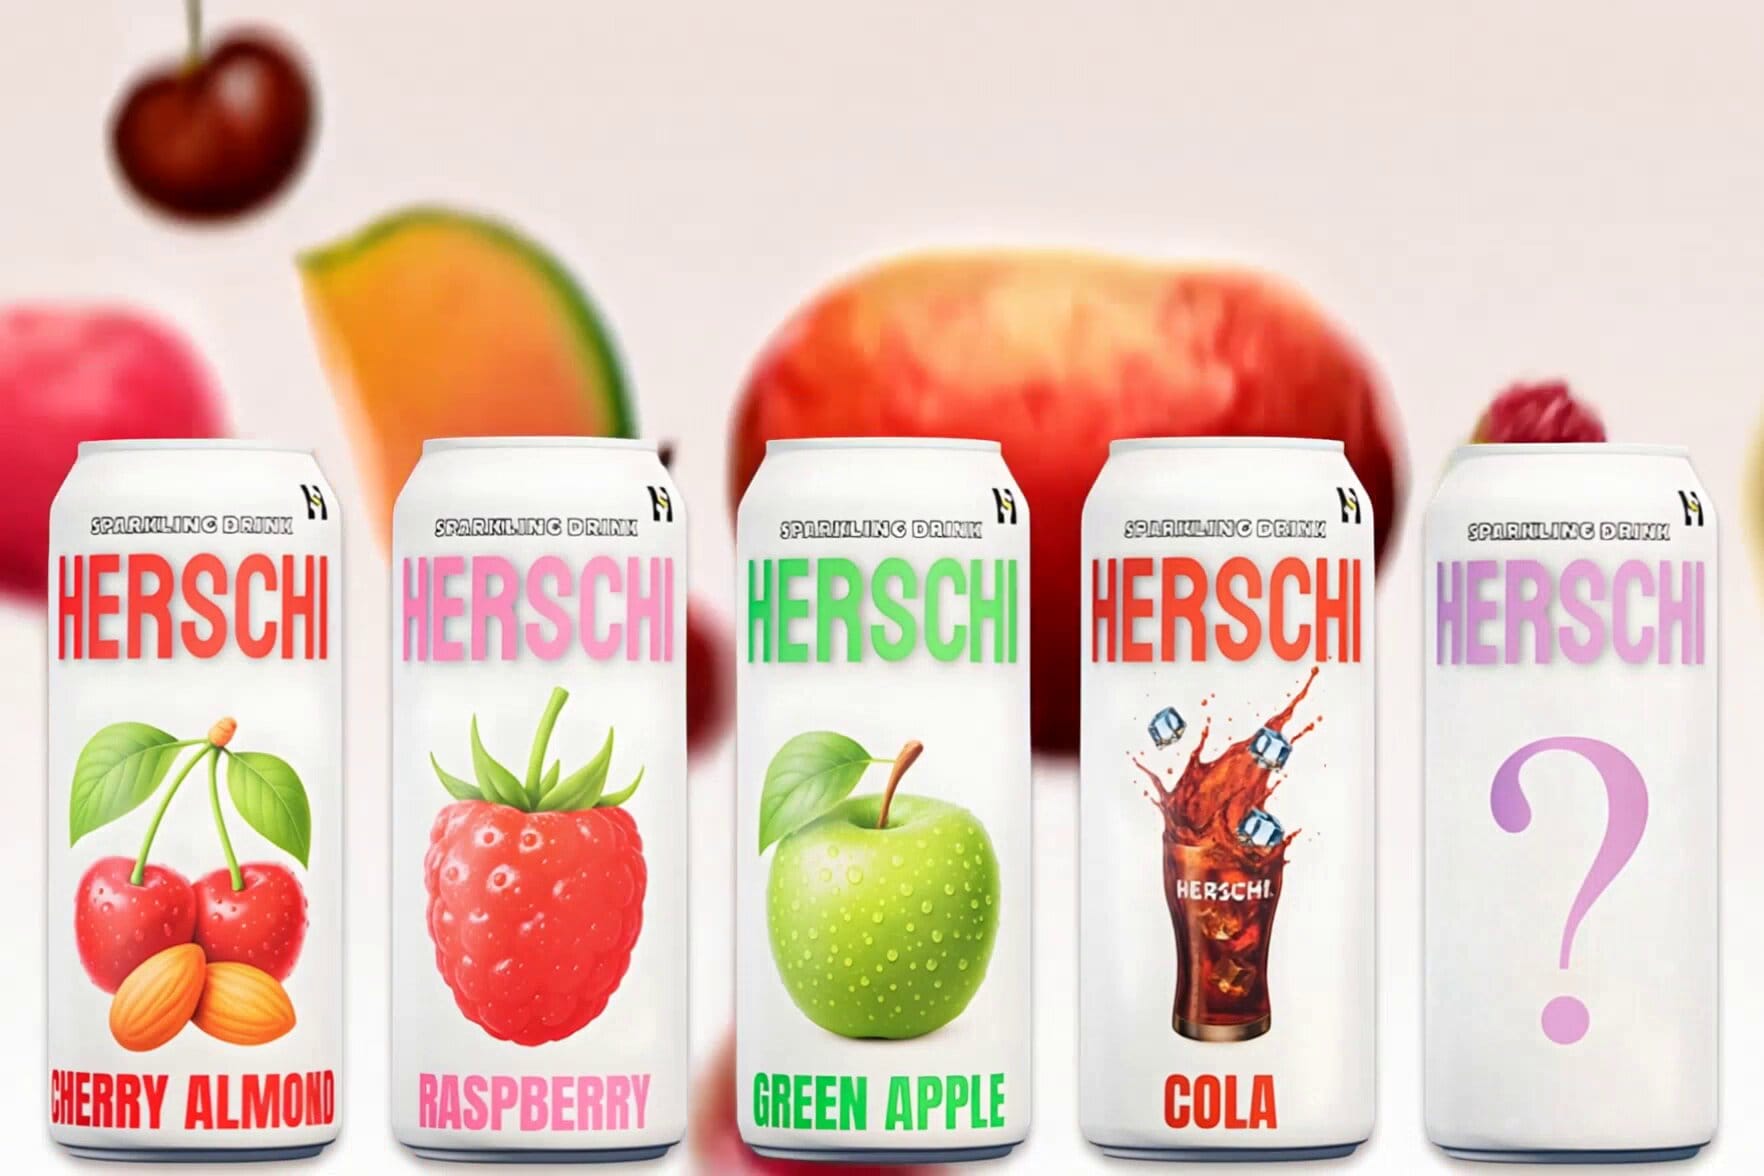 SPARKLING DRINK
HERSCHI
CHERRY ALMOND
SPARKLING DRINK
HERSCHI
RASPBERRY
SPARKLING DRINK
HERSCHI
GREEN APPLE
SPARKLING DRINK
HERSCHI
HERSCHI
COLA
SPARKLING DRINK
HERSCHI
?